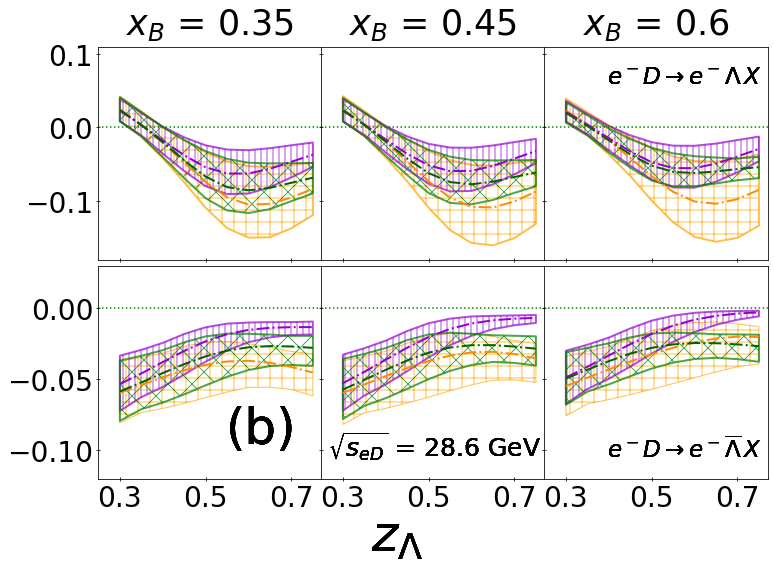 x_B = 0.35 x_B = 0.45 x_B = 0.6
0.1
e⁻D → e⁻ΛX
0.0
−0.1
0.00
−0.05
(b)
−0.10
√s_{eD} = 28.6 GeV
e⁻D → e⁻Λ̅X
0.3 0.5 0.7 0.3 0.5 0.7 0.3 0.5 0.7
z_Λ